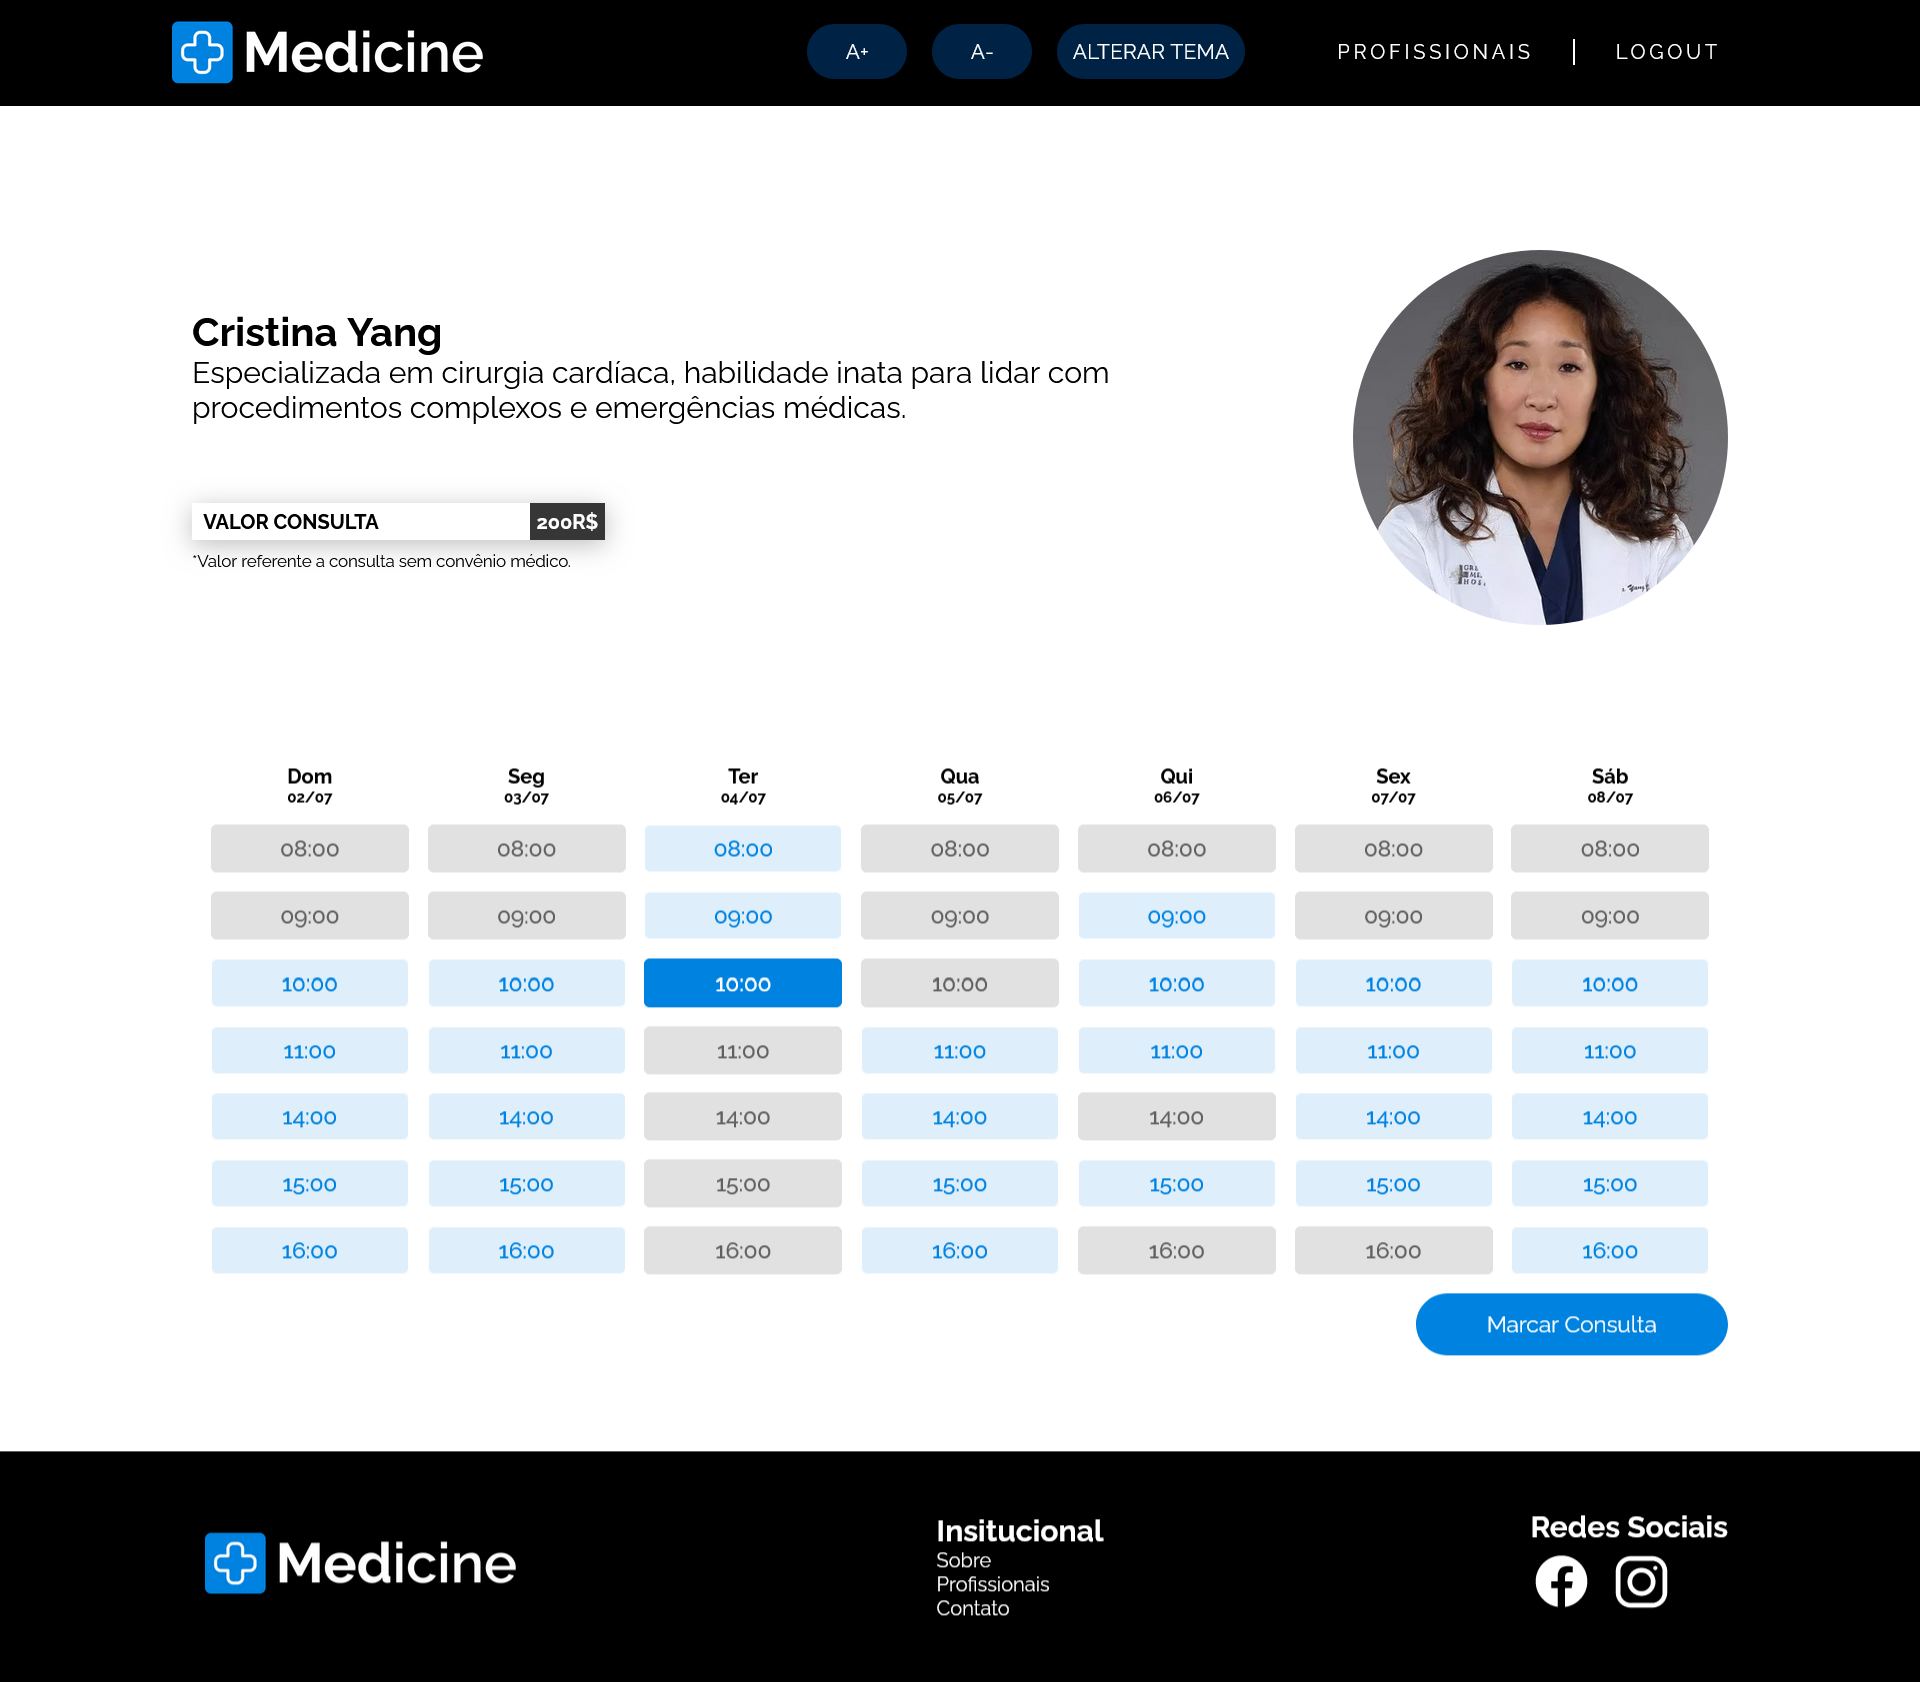 Medicine
A+ A- ALTERAR TEMA PROFISSIONAIS LOGOUT
Cristina Yang
Especializada em cirurgia cardíaca, habilidade inata para lidar com
procedimentos complexos e emergências médicas.
VALOR CONSULTA 200R$
*Valor referente a consulta sem convênio médico.
Dom Seg Ter Qua Qui Sex Sáb
02/07 03/07 04/07 05/07 06/07 07/07 08/07
08:00 08:00 08:00 08:00 08:00 08:00 08:00
09:00 09:00 09:00 09:00 09:00 09:00 09:00
10:00 10:00 10:00 10:00 10:00 10:00 10:00
11:00 11:00 11:00 11:00 11:00 11:00 11:00
14:00 14:00 14:00 14:00 14:00 14:00 14:00
15:00 15:00 15:00 15:00 15:00 15:00 15:00
16:00 16:00 16:00 16:00 16:00 16:00 16:00
Marcar Consulta
Medicine
Insitucional
Sobre
Profissionais
Contato
Redes Sociais